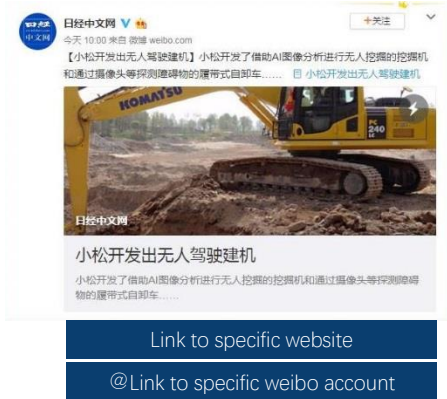 日经中文网
今天 10:00 来自 微博 weibo.com
+关注
【小松开发出无人驾驶建机】小松开发了借助AI图像分析进行无人挖掘的挖掘机
和通过摄像头等探测障碍物的履带式自卸车…… 小松开发出无人驾驶建机
KOMATSU
PC
240
LC
日经中文网
小松开发出无人驾驶建机
小松开发了借助AI图像分析进行无人挖掘的挖掘机和通过摄像头等探测障碍
物的履带式自卸车……
Link to specific website
@Link to specific weibo account